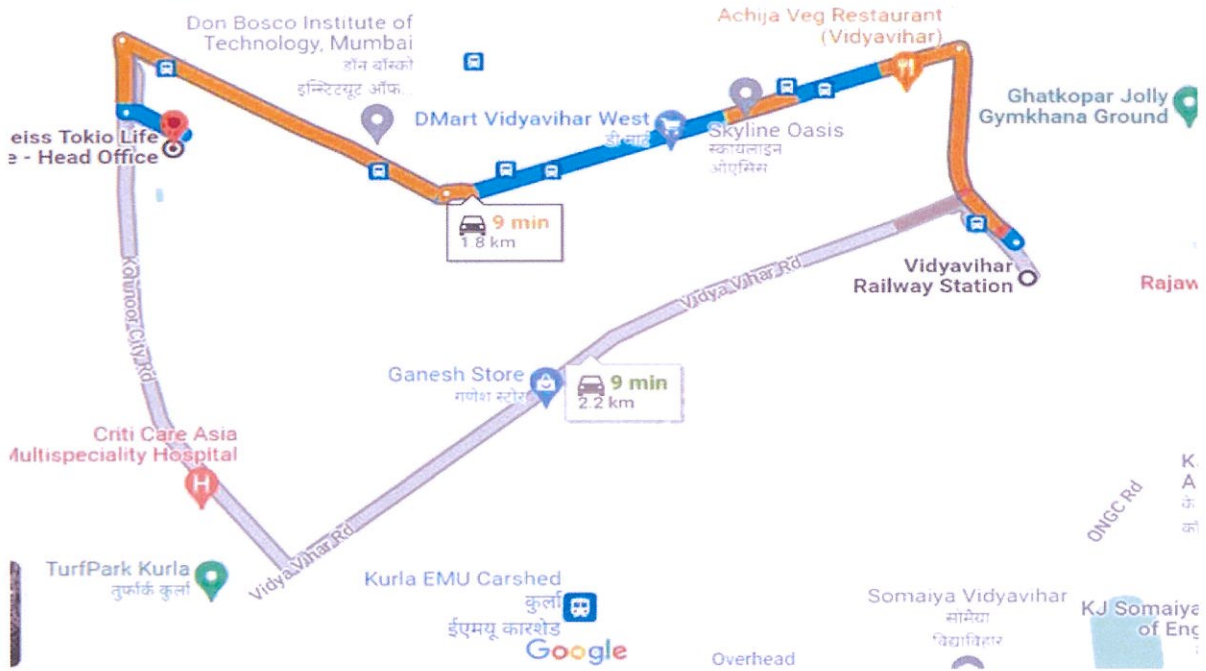 Don Bosco Institute of
Technology, Mumbai
डॉन बॉस्को
इन्स्टिटयूट ऑफ...
Achija Veg Restaurant
(Vidyavihar)
Ghatkopar Jolly
Gymkhana Ground
DMart Vidyavihar West
डी मार्ट
Skyline Oasis
स्कायलाइन
ओएसिस
eiss Tokio Life
e - Head Office
9 min
1.8 km
Vidyavihar
Railway Station
Rajaw
Kohinoor City Rd
Vidya Vihar Rd
Ganesh Store
गणेश स्टोर
9 min
2.2 km
Criti Care Asia
Multispeciality Hospital
H
ONGC Rd
K.
A
Vidya Vihar Rd
TurfPark Kurla
तुर्फार्क कुर्ला
Kurla EMU Carshed
कुर्ला
ईएमयू कारशेड
Google
Somaiya Vidyavihar
सोमैया
विद्याविहार
KJ Somaiya
of Eng
Overhead